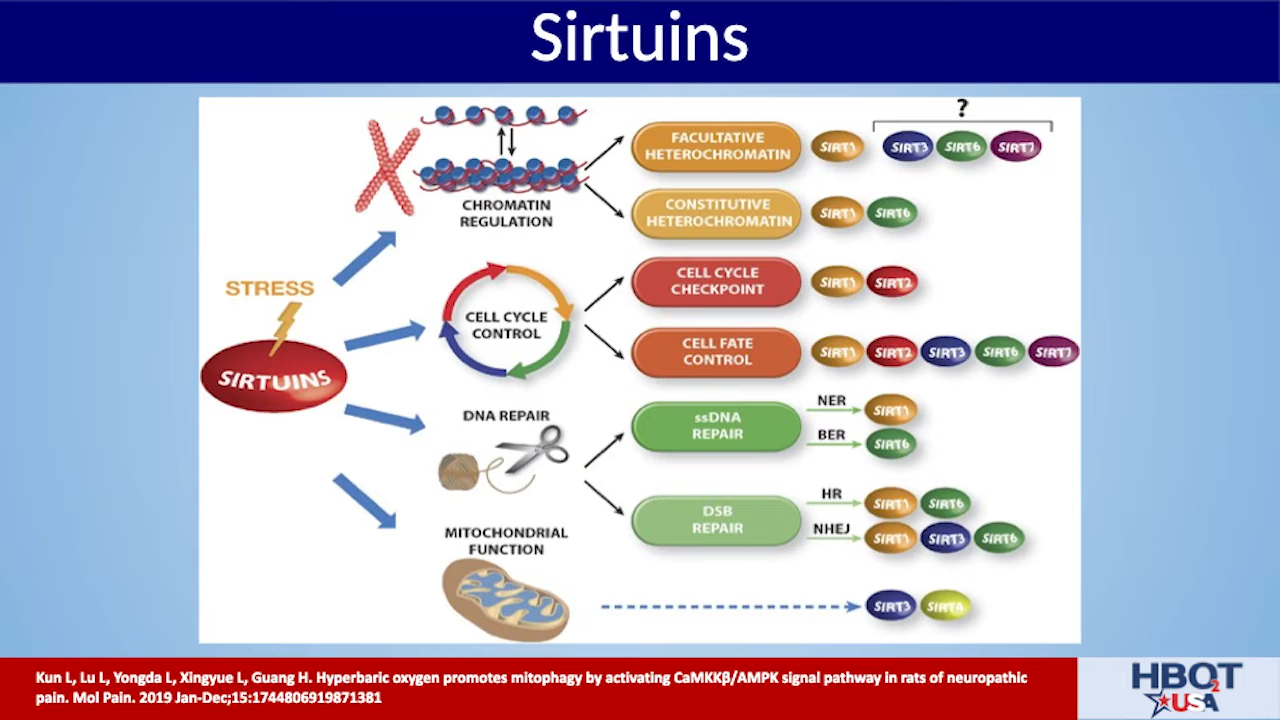 Sirtuins
?
FACULTATIVE
HETEROCHROMATIN
SIRT1
SIRT3
SIRT6
SIRT7
CHROMATIN
REGULATION
CONSTITUTIVE
HETEROCHROMATIN
SIRT1
SIRT6
STRESS
SIRTUINS
CELL CYCLE
CONTROL
CELL CYCLE
CHECKPOINT
SIRT1
SIRT2
CELL FATE
CONTROL
SIRT1
SIRT2
SIRT3
SIRT6
SIRT7
DNA REPAIR
ssDNA
REPAIR
NER
SIRT1
BER
SIRT6
DSB
REPAIR
HR
SIRT1
SIRT6
NHEJ
SIRT1
SIRT3
SIRT6
MITOCHONDRIAL
FUNCTION
SIRT3
SIRT4
Kun L, Lu L, Yongda L, Xingyue L, Guang H. Hyperbaric oxygen promotes mitophagy by activating CaMKKβ/AMPK signal pathway in rats of neuropathic
pain. Mol Pain. 2019 Jan-Dec;15:1744806919871381
HBOT
2
USA